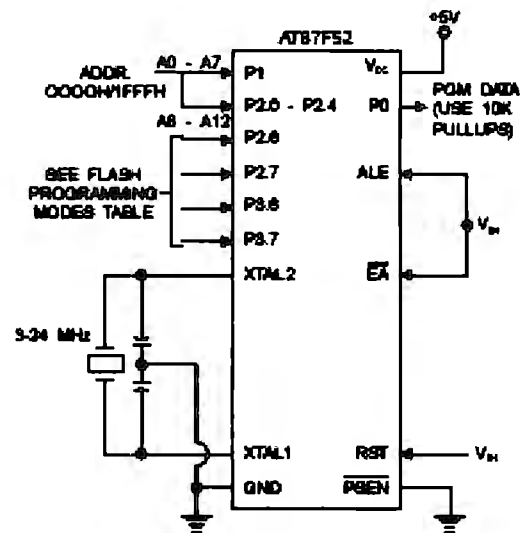 AT87F52
+5V
A0 - A7
ADDR.
0000H/1FFFH
P1
VCC
P2.0 - P2.4
P0
PGM DATA
(USE 10K
PULLUPS)
A8 - A12
P2.6
SEE FLASH
PROGRAMMING
MODES TABLE
P2.7
ALE
P3.6
P3.7
VIH
XTAL2
EA
3-24 MHz
XTAL1
RST
VIH
GND
PSEN